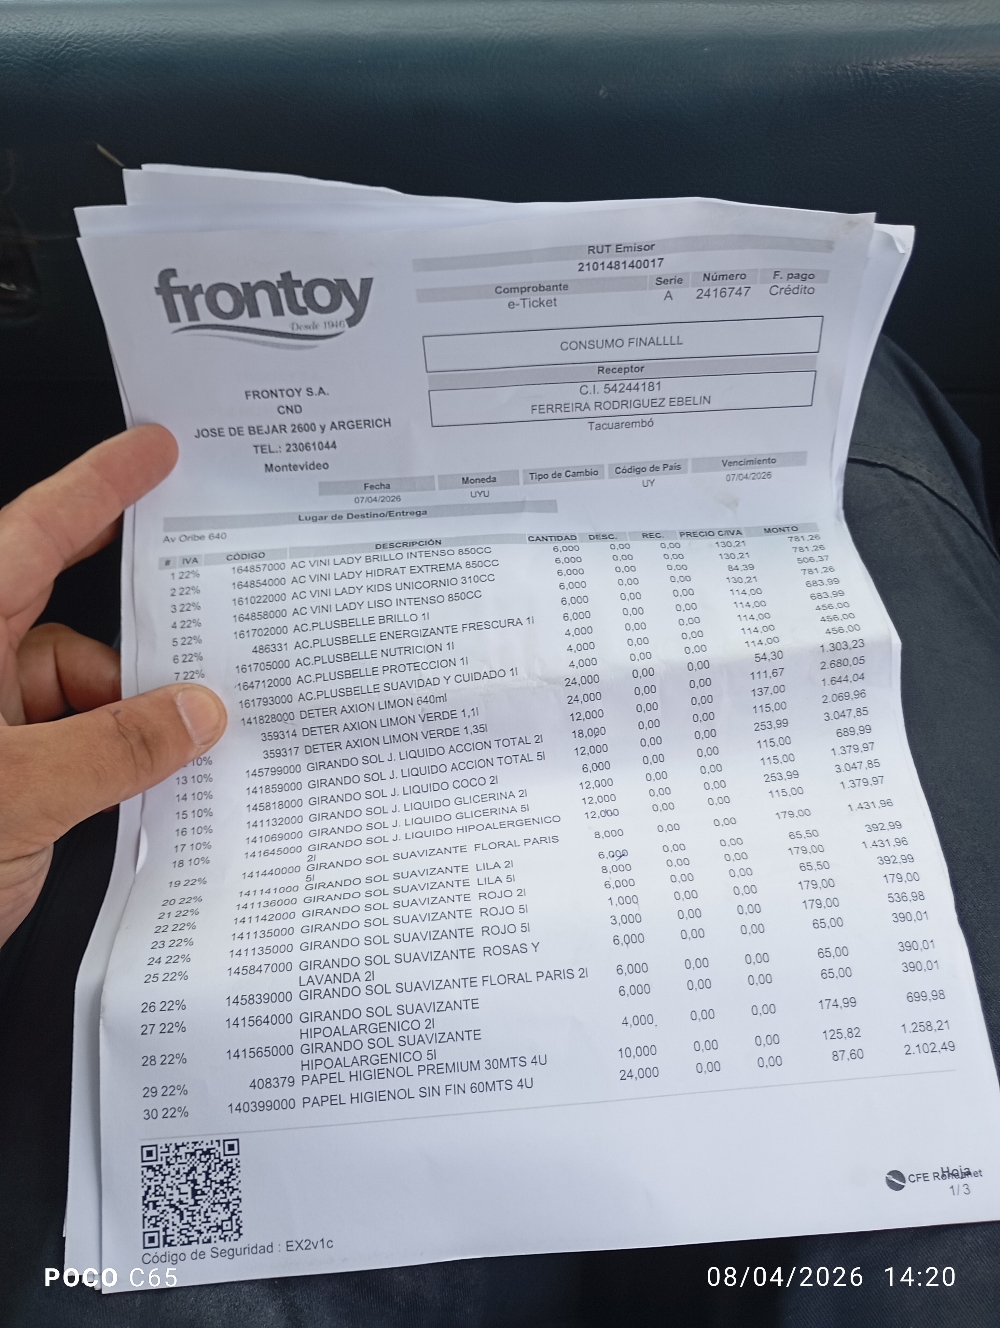 frontoy
Desde 1946
RUT Emisor
210148140017
Comprobante Serie Número F. pago
e-Ticket A 2416747 Crédito
CONSUMO FINALLLL
Receptor
C.I. 54244181
FERREIRA RODRIGUEZ EBELIN
Tacuarembó
FRONTOY S.A.
CND
JOSE DE BEJAR 2600 y ARGERICH
TEL.: 23061044
Montevideo
Fecha Moneda Tipo de Cambio Código de País Vencimiento
07/04/2026 UYU UY 07/04/2026
Lugar de Destino/Entrega
Av Oribe 640
# IVA CÓDIGO DESCRIPCIÓN CANTIDAD DESC. REC. PRECIO C/IVA MONTO
1 22% 164857000 AC VINI LADY BRILLO INTENSO 850CC 6,000 0,00 0,00 130,21 781,26
2 22% 164854000 AC VINI LADY HIDRAT EXTREMA 850CC 6,000 0,00 0,00 130,21 781,26
3 22% 161022000 AC VINI LADY KIDS UNICORNIO 310CC 6,000 0,00 0,00 84,39 506,37
4 22% 164858000 AC VINI LADY LISO INTENSO 850CC 6,000 0,00 0,00 130,21 781,26
5 22% 161702000 AC.PLUSBELLE BRILLO 1l 6,000 0,00 0,00 114,00 683,99
6 22% 486331 AC.PLUSBELLE ENERGIZANTE FRESCURA 1l 6,000 0,00 0,00 114,00 683,99
7 22% 161705000 AC.PLUSBELLE NUTRICION 1l 4,000 0,00 0,00 114,00 456,00
164712000 AC.PLUSBELLE PROTECCION 1l 4,000 0,00 0,00 114,00 456,00
161793000 AC.PLUSBELLE SUAVIDAD Y CUIDADO 1l
141828000 DETER AXION LIMON 640ml 24,000 0,00 0,00 54,30 1.303,23
359314 DETER AXION LIMON VERDE 1,1l 24,000 0,00 0,00 111,67 2.680,05
10% 359317 DETER AXION LIMON VERDE 1,35l 12,000 0,00 0,00 137,00 1.644,04
13 10% 145799000 GIRANDO SOL J. LIQUIDO ACCION TOTAL 2l 18,000 0,00 0,00 115,00 2.069,96
14 10% 141859000 GIRANDO SOL J. LIQUIDO ACCION TOTAL 5l 12,000 0,00 0,00 253,99 3.047,85
15 10% 145818000 GIRANDO SOL J. LIQUIDO COCO 2l 6,000 0,00 0,00 115,00 689,99
16 10% 141132000 GIRANDO SOL J. LIQUIDO GLICERINA 2l 12,000 0,00 0,00 115,00 1.379,97
17 10% 141069000 GIRANDO SOL J. LIQUIDO GLICERINA 5l 12,000 0,00 0,00 253,99 3.047,85
18 10% 141645000 GIRANDO SOL J. LIQUIDO HIPOALERGENICO 12,000 0,00 0,00 115,00 1.379,97
2l
19 22% 141440000 GIRANDO SOL SUAVIZANTE FLORAL PARIS 8,000 0,00 0,00 179,00 1.431,96
5l
20 22% 141141000 GIRANDO SOL SUAVIZANTE LILA 2l 6,000 0,00 0,00 65,50 392,99
21 22% 141136000 GIRANDO SOL SUAVIZANTE LILA 5l 8,000 0,00 0,00 179,00 1.431,96
22 22% 141142000 GIRANDO SOL SUAVIZANTE ROJO 2l 6,000 0,00 0,00 65,50 392,99
23 22% 141135000 GIRANDO SOL SUAVIZANTE ROJO 5l 1,000 0,00 0,00 179,00 179,00
24 22% 141135000 GIRANDO SOL SUAVIZANTE ROJO 5l 3,000 0,00 0,00 179,00 536,98
25 22% 145847000 GIRANDO SOL SUAVIZANTE ROSAS Y 6,000 0,00 0,00 65,00 390,01
LAVANDA 2l
26 22% 145839000 GIRANDO SOL SUAVIZANTE FLORAL PARIS 2l 6,000 0,00 0,00 65,00 390,01
27 22% 141564000 GIRANDO SOL SUAVIZANTE 6,000 0,00 0,00 65,00 390,01
HIPOALARGENICO 2l
28 22% 141565000 GIRANDO SOL SUAVIZANTE 4,000 0,00 0,00 174,99 699,98
HIPOALARGENICO 5l
29 22% 408379 PAPEL HIGIENOL PREMIUM 30MTS 4U 10,000 0,00 0,00 125,82 1.258,21
30 22% 140399000 PAPEL HIGIENOL SIN FIN 60MTS 4U 24,000 0,00 0,00 87,60 2.102,49
CFE
Hoja
1/3
Código de Seguridad : EX2v1c
POCO C65
08/04/2026 14:20